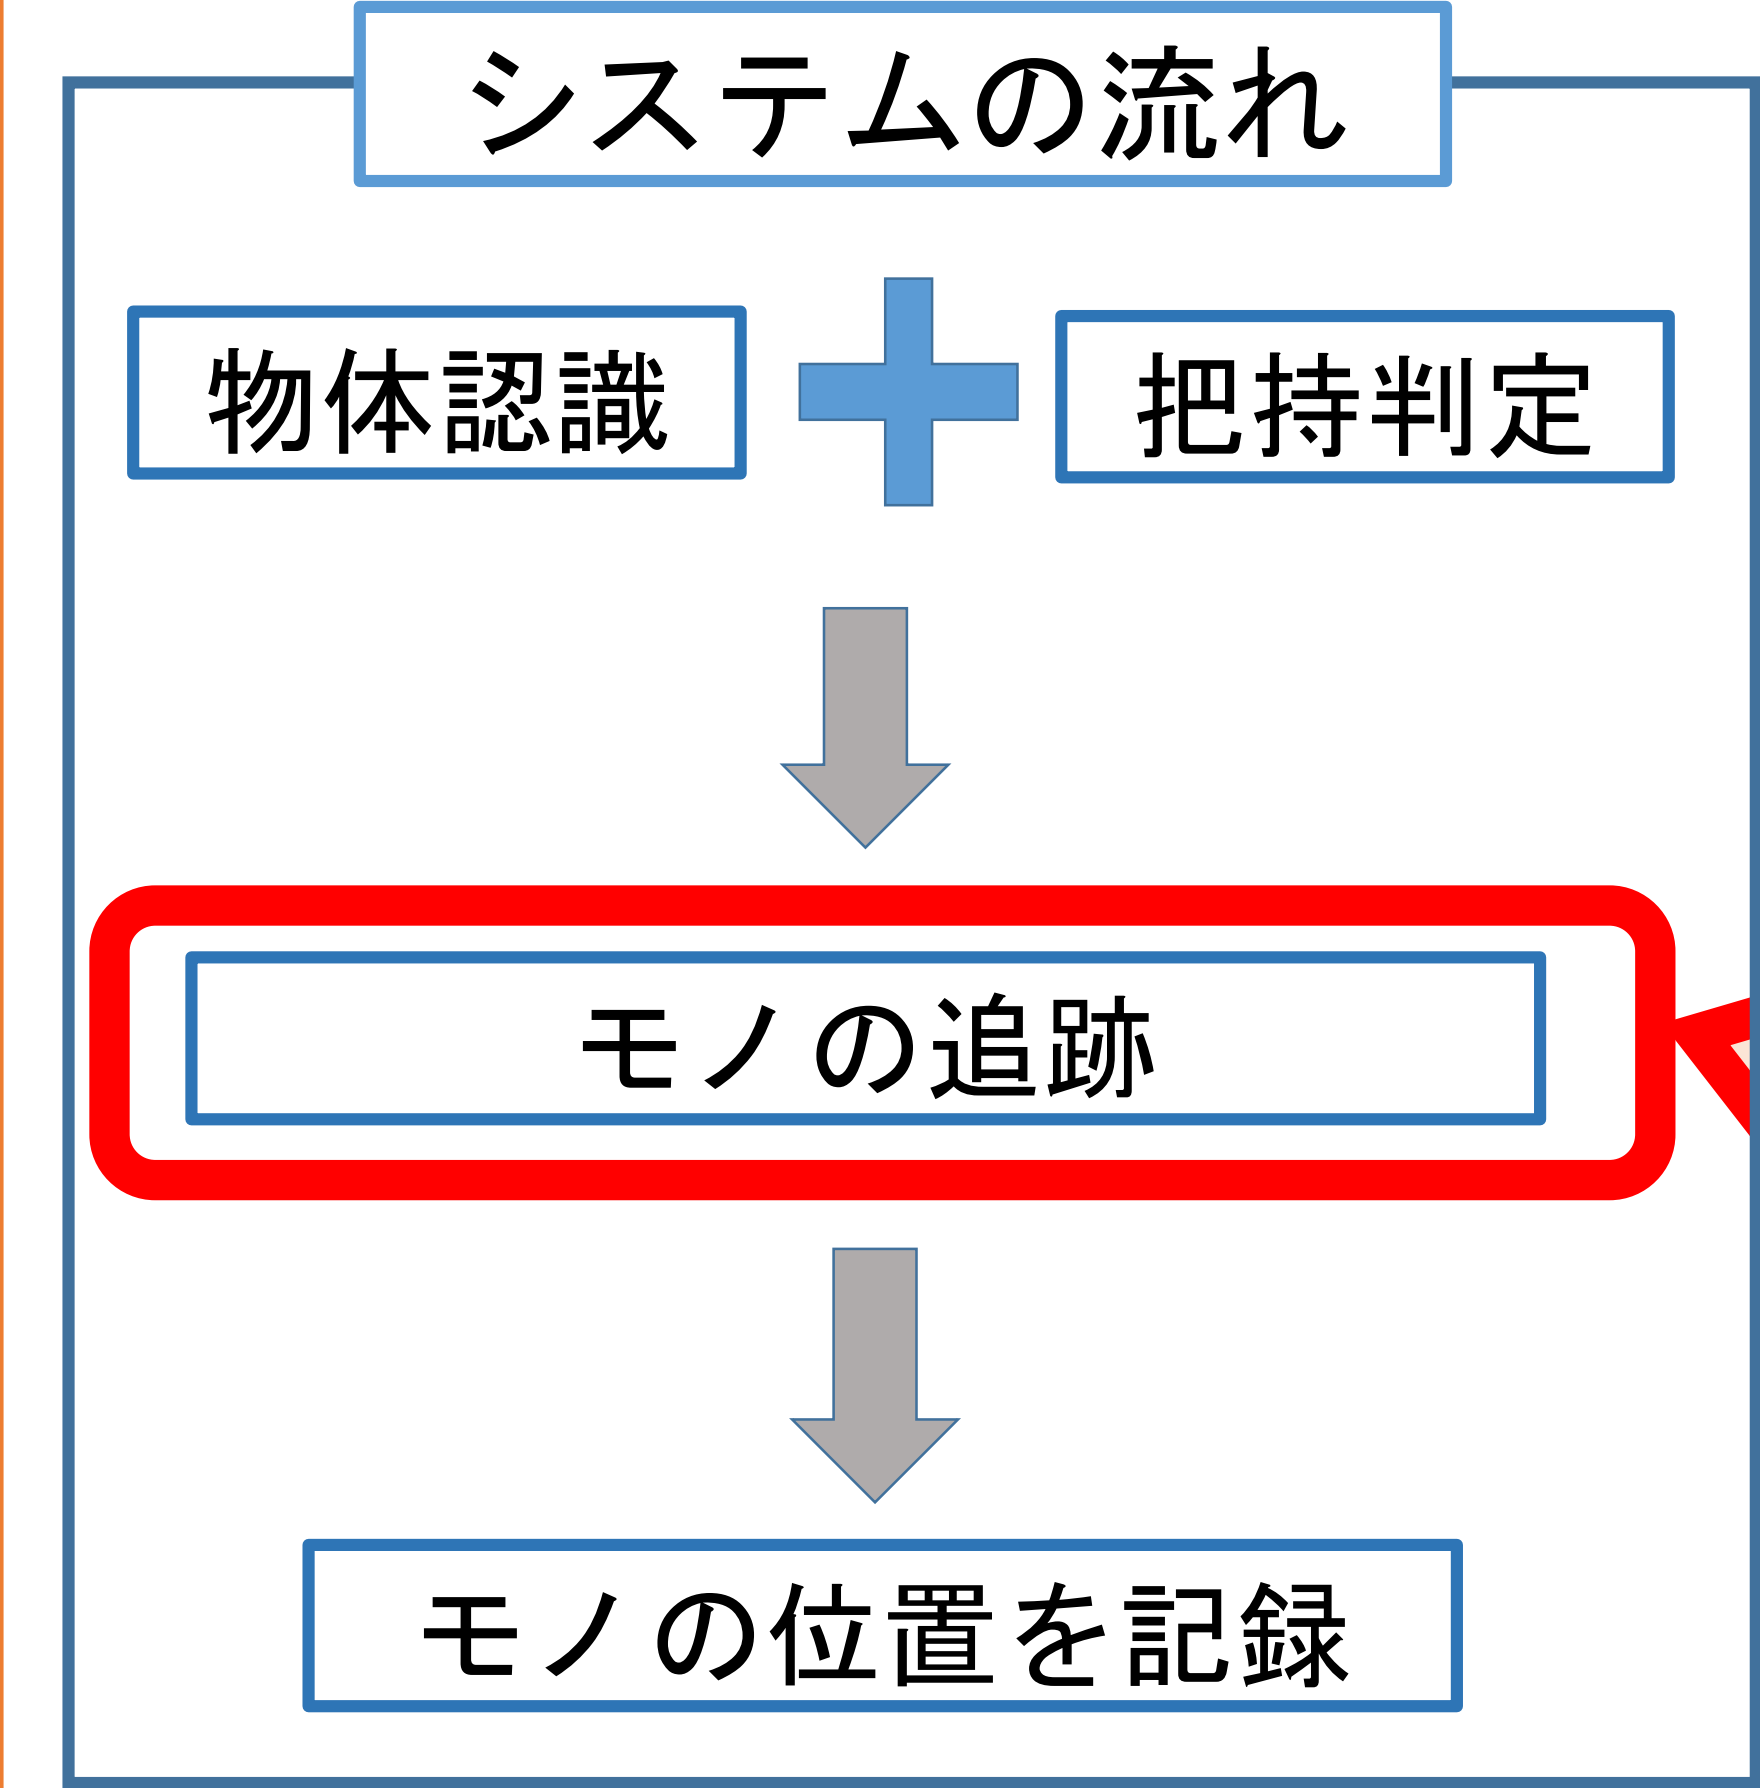 システムの流れ
物体認識
把持判定
モノの追跡
モノの位置を記録